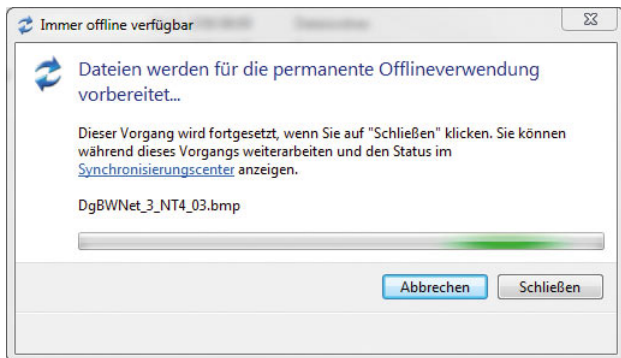 Immer offline verfügbar
Dateien werden für die permanente Offlineverwendung
vorbereitet...
Dieser Vorgang wird fortgesetzt, wenn Sie auf "Schließen" klicken. Sie können
während dieses Vorgangs weiterarbeiten und den Status im
Synchronisierungscenter anzeigen.
DgBWNet_3_NT4_03.bmp
Abbrechen Schließen